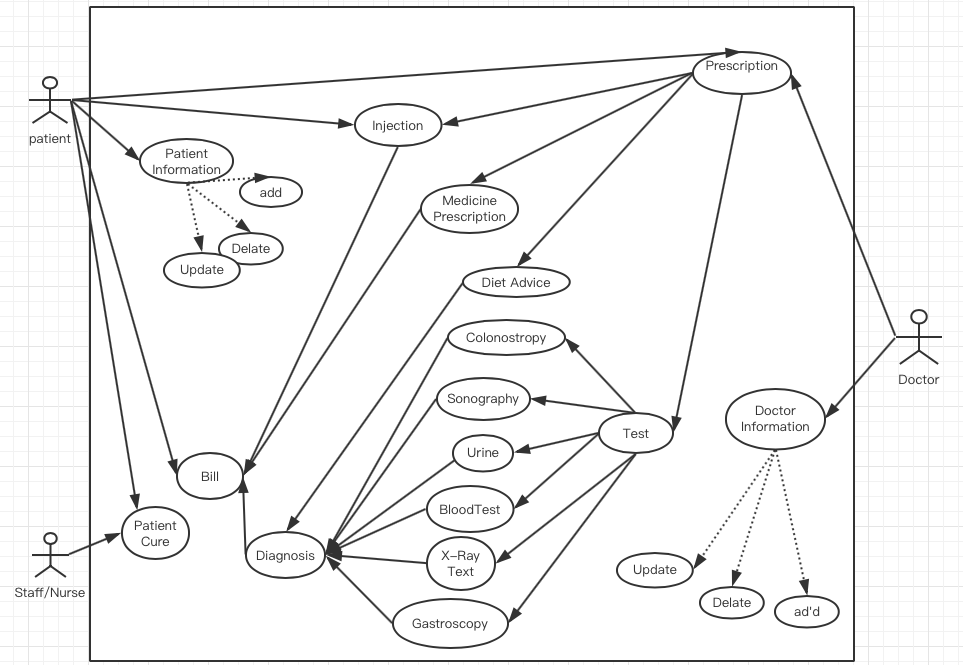 Prescription
patient
Injection
Patient
Information
add
Medicine
Prescription
Delate
Update
Diet Advice
Colonostropy
Doctor
Sonography
Doctor
Information
Test
Urine
Bill
BloodTest
Patient
Cure
Diagnosis
X-Ray
Text
Update
Staff/Nurse
Delate
ad'd
Gastroscopy